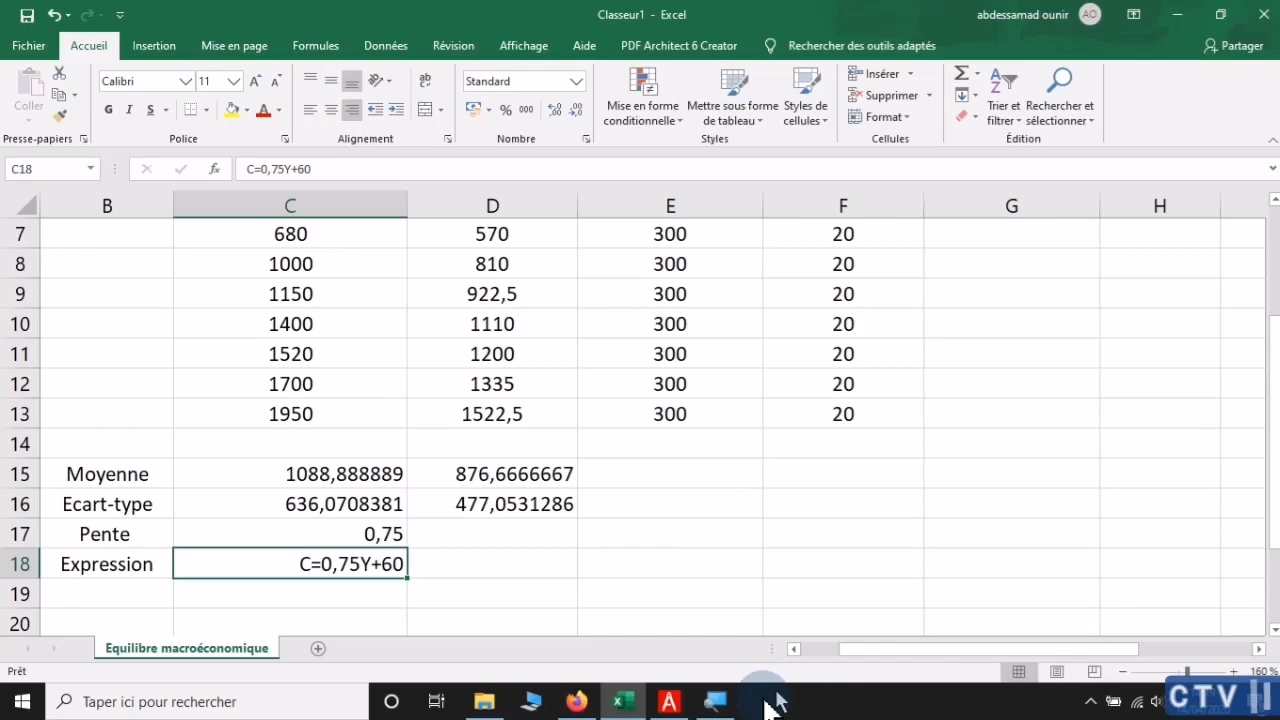 Classeur1 - Excel
abdessamad ounir
AO
Fichier Accueil Insertion Mise en page Formules Données Révision Affichage Aide PDF Architect 6 Creator Rechercher des outils adaptés Partager
Coller
Calibri 11
Standard
Mise en forme conditionnelle
Mettre sous forme de tableau
Styles de cellules
Insérer
Supprimer
Format
Trier et filtrer
Rechercher et sélectionner
Presse-papiers Police Alignement Nombre Styles Cellules Édition
C18 fx C=0,75Y+60
B C D E F G H
7 680 570 300 20
8 1000 810 300 20
9 1150 922,5 300 20
10 1400 1110 300 20
11 1520 1200 300 20
12 1700 1335 300 20
13 1950 1522,5 300 20
14
15 Moyenne 1088,888889 876,6666667
16 Ecart-type 636,0708381 477,0531286
17 Pente 0,75
18 Expression C=0,75Y+60
19
20
Equilibre macroéconomique
Prêt
160 %
Taper ici pour rechercher
CTV